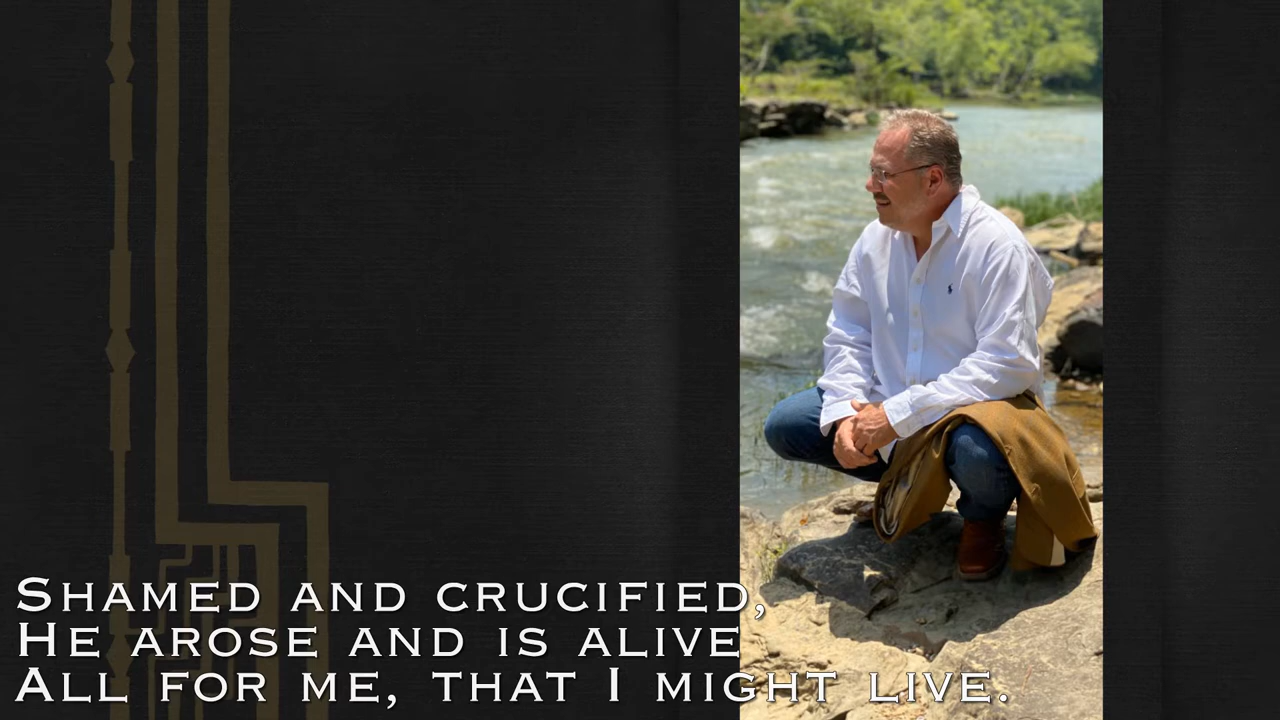 Shamed and crucified,
He arose and is alive
All for me, that I might live.